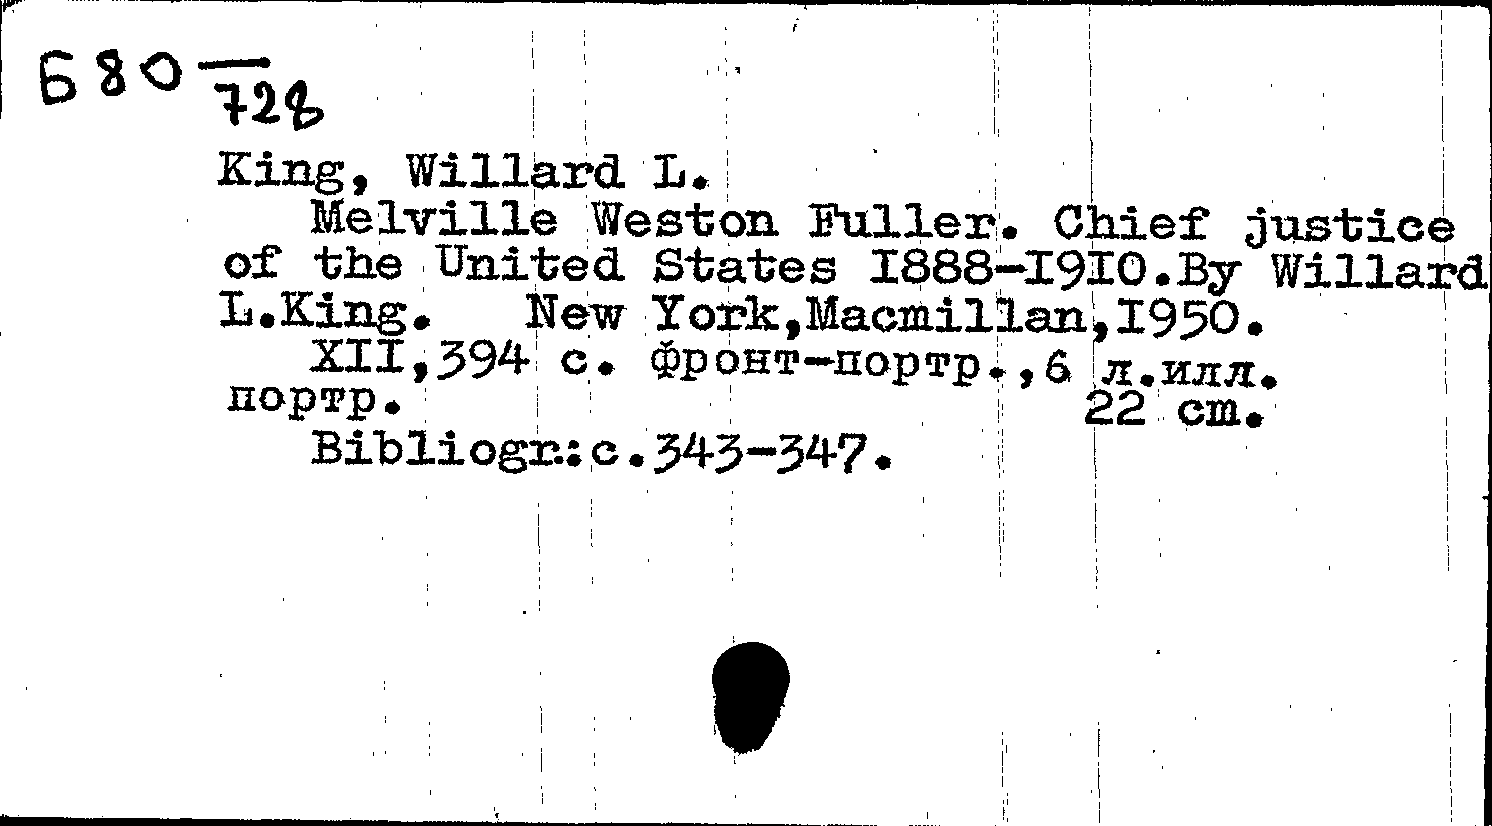 Б80—
728
King, Willard L.
Melville Weston Fuller. Chief justice
of the United States I888-I9IO.By Willard
L.King. New York,Macmillan,I950.
XII,394 с. фронт-портр.,6 л.илл.
портр. 22 cm.
Bibliogr.:с.343-347.